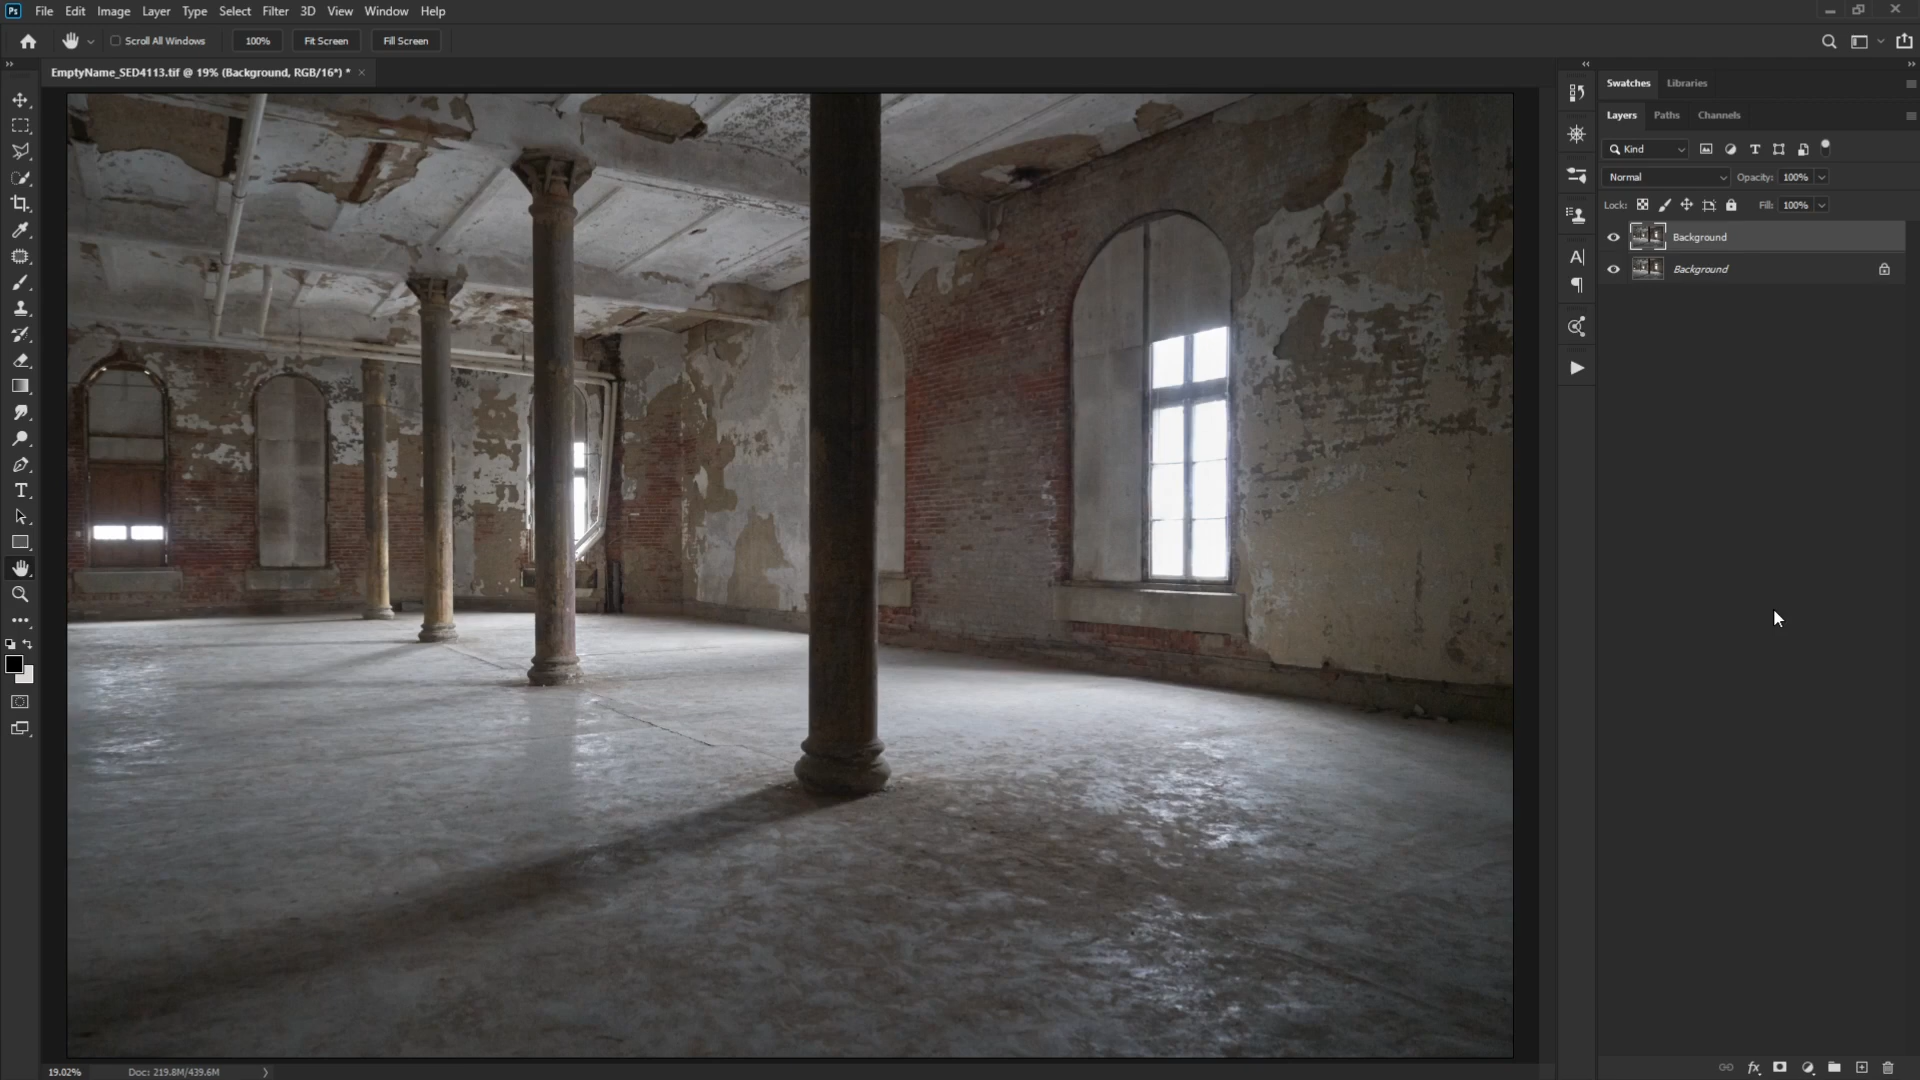 Ps File Edit Image Layer Type Select Filter 3D View Window Help
Scroll All Windows 100% Fit Screen Fill Screen
EmptyName_SED4113.tif @ 19% (Background, RGB/16*) * ×
Swatches Libraries
Layers Paths Channels
Kind
Normal Opacity: 100%
Lock: Fill: 100%
Background
Background
19.02% Doc: 219.8M/439.6M